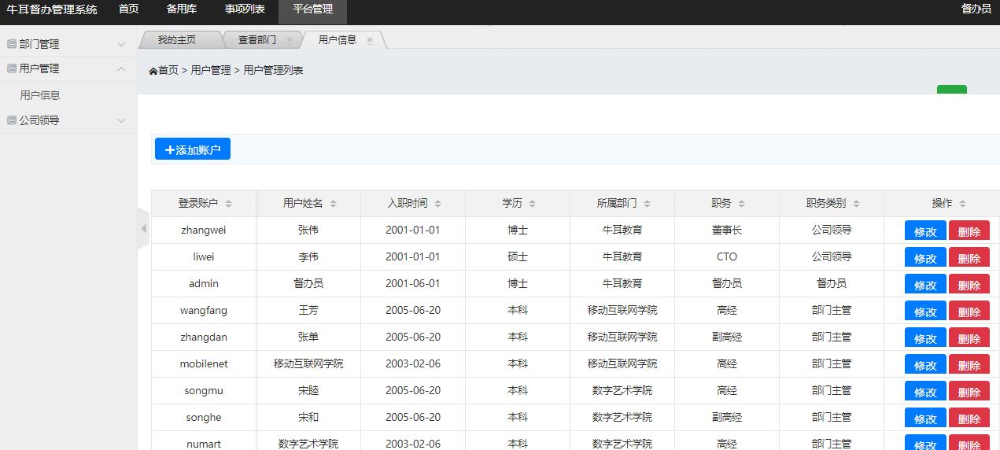 牛耳督办管理系统 首页 备用库 事项列表 平台管理 督办员
部门管理
用户管理
用户信息
公司领导
我的主页 查看部门 × 用户信息 ×
首页 > 用户管理 > 用户管理列表
+添加账户
登录账户 用户姓名 入职时间 学历 所属部门 职务 职务类别 操作
zhangwei 张伟 2001-01-01 博士 牛耳教育 董事长 公司领导 修改 删除
liwei 李伟 2001-01-01 硕士 牛耳教育 CTO 公司领导 修改 删除
admin 督办员 2001-06-01 博士 牛耳教育 督办员 督办员 修改 删除
wangfang 王芳 2005-06-20 本科 移动互联网学院 高经 部门主管 修改 删除
zhangdan 张单 2005-06-20 本科 移动互联网学院 副高经 部门主管 修改 删除
mobilenet 移动互联网学院 2003-02-06 本科 移动互联网学院 高经 部门主管 修改 删除
songmu 宋睦 2005-06-20 本科 数字艺术学院 高经 部门主管 修改 删除
songhe 宋和 2005-06-20 本科 数字艺术学院 副高经 部门主管 修改 删除
numart 数字艺术学院 2003-02-06 本科 数字艺术学院 高经 部门主管 修改 删除